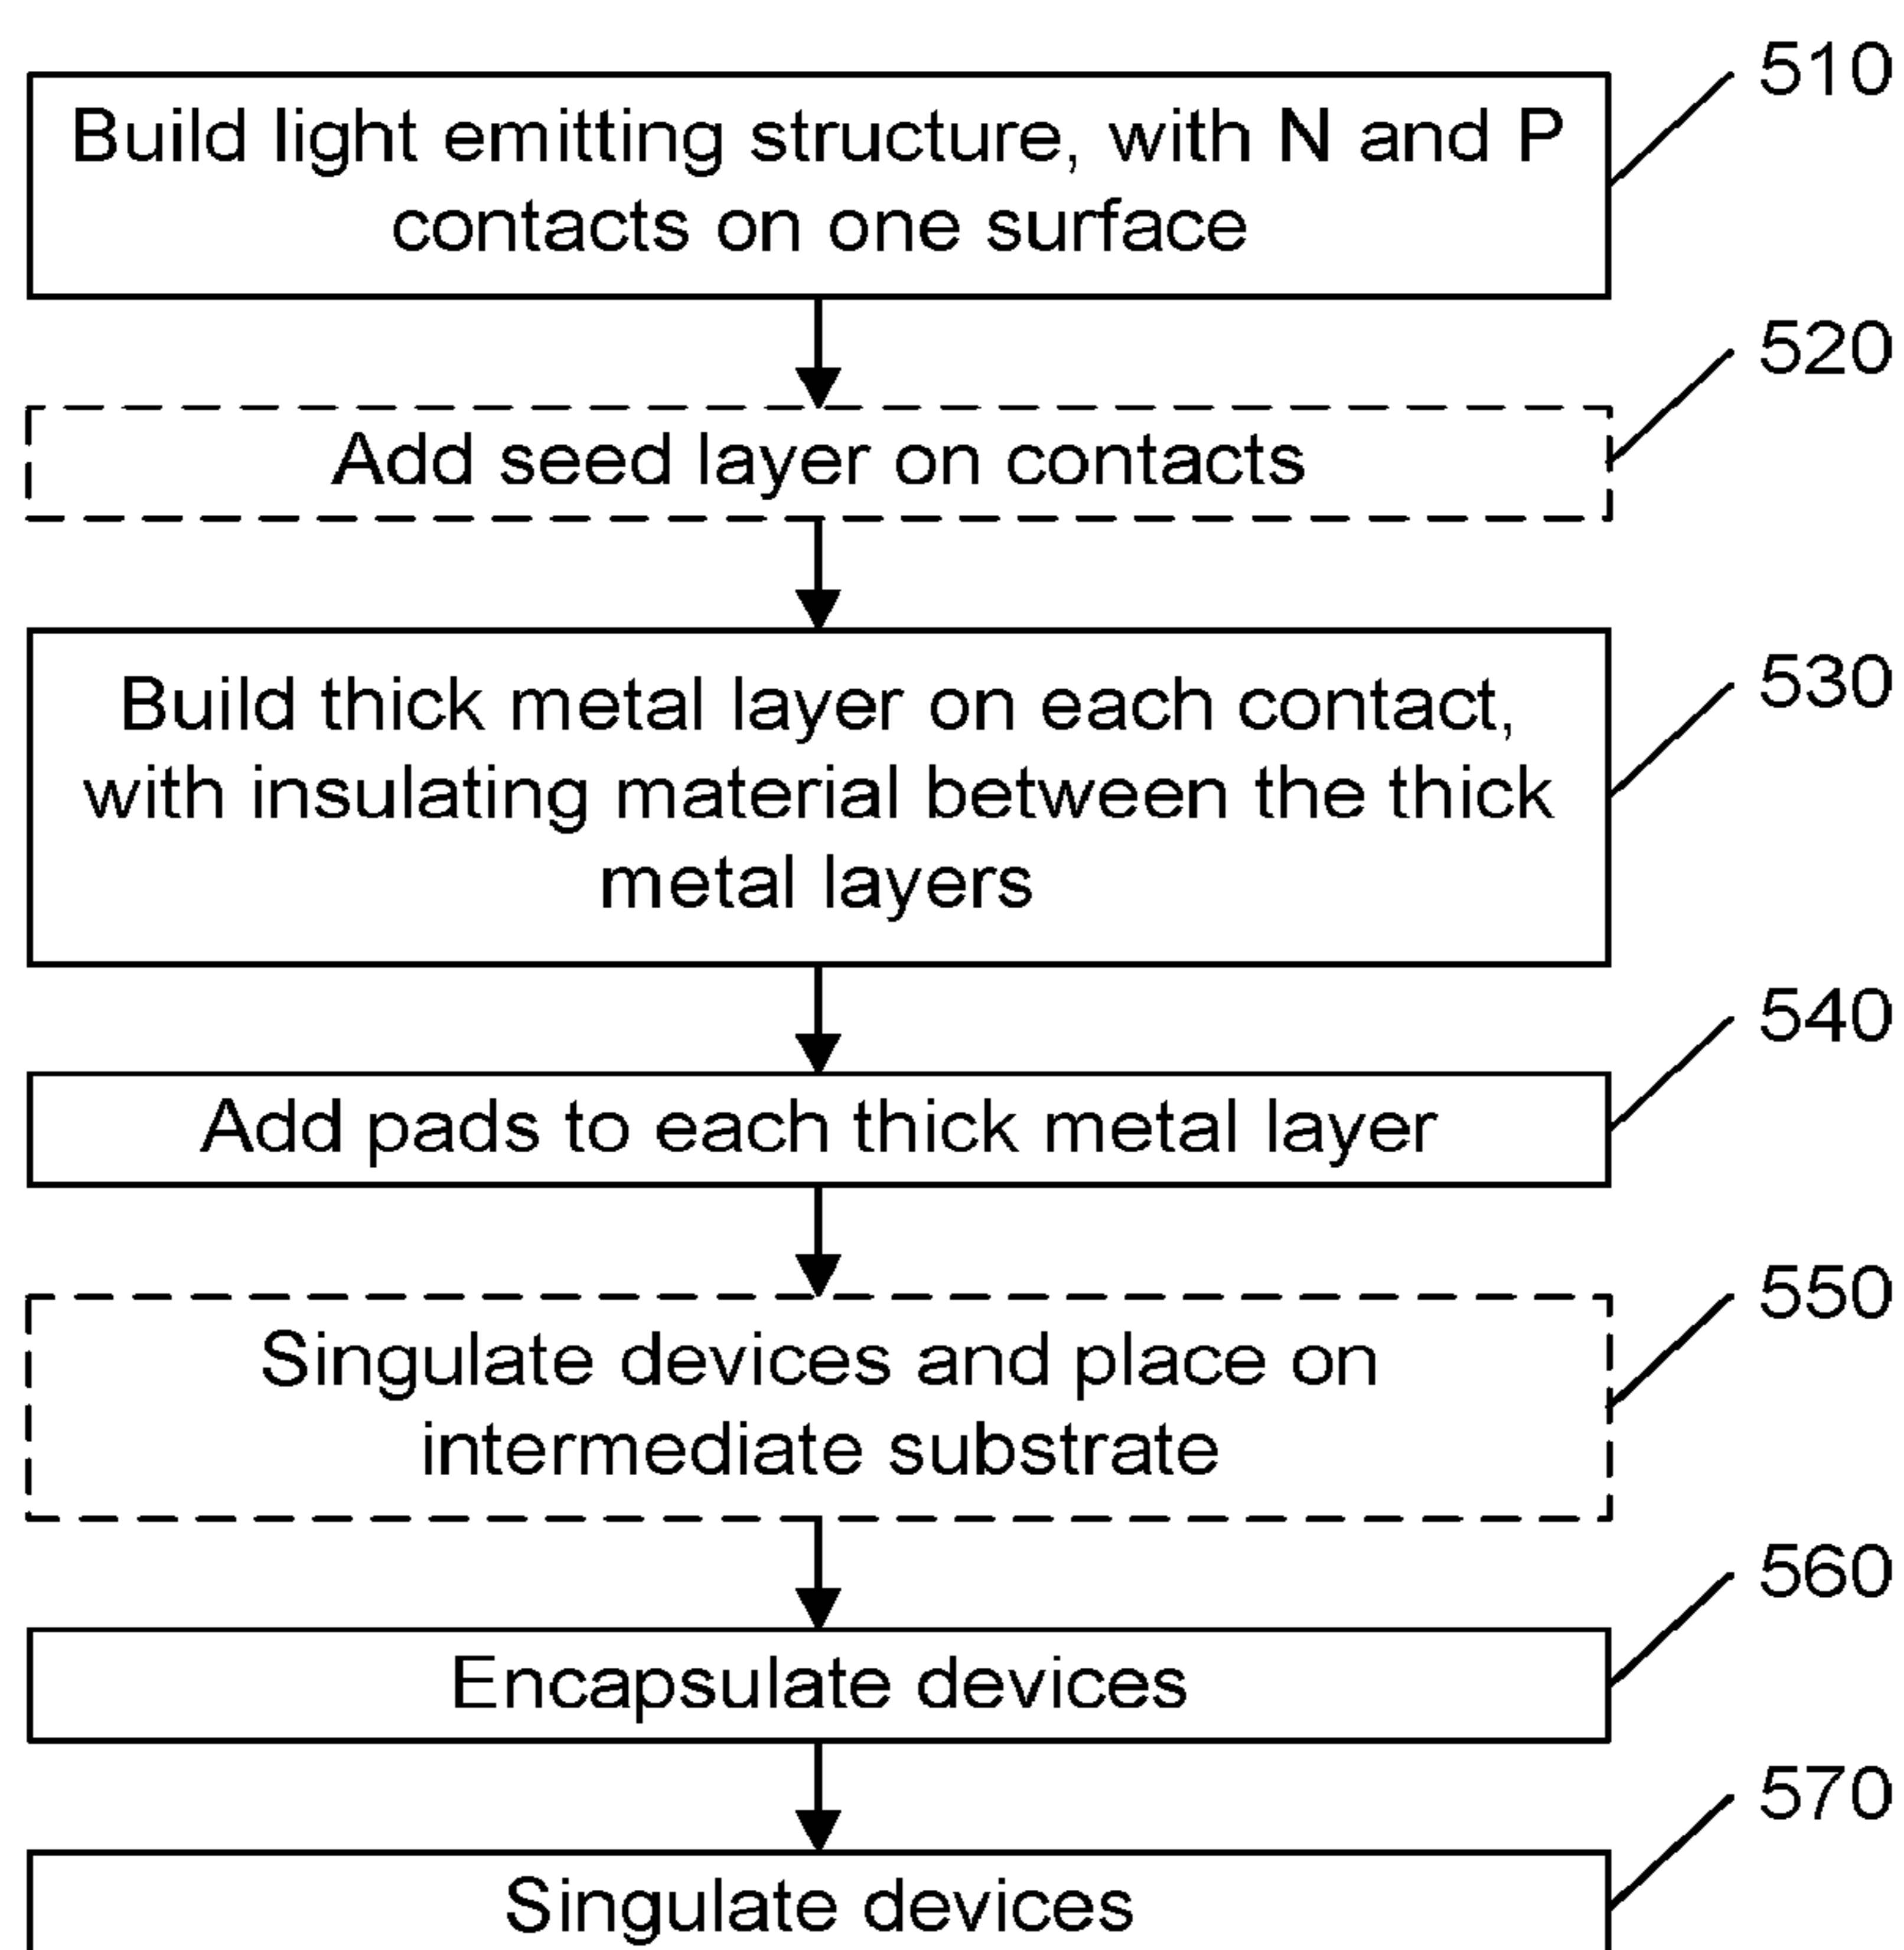 510
Build light emitting structure, with N and P
contacts on one surface
520
Add seed layer on contacts
530
Build thick metal layer on each contact,
with insulating material between the thick
metal layers
540
Add pads to each thick metal layer
550
Singulate devices and place on
intermediate substrate
560
Encapsulate devices
570
Singulate devices